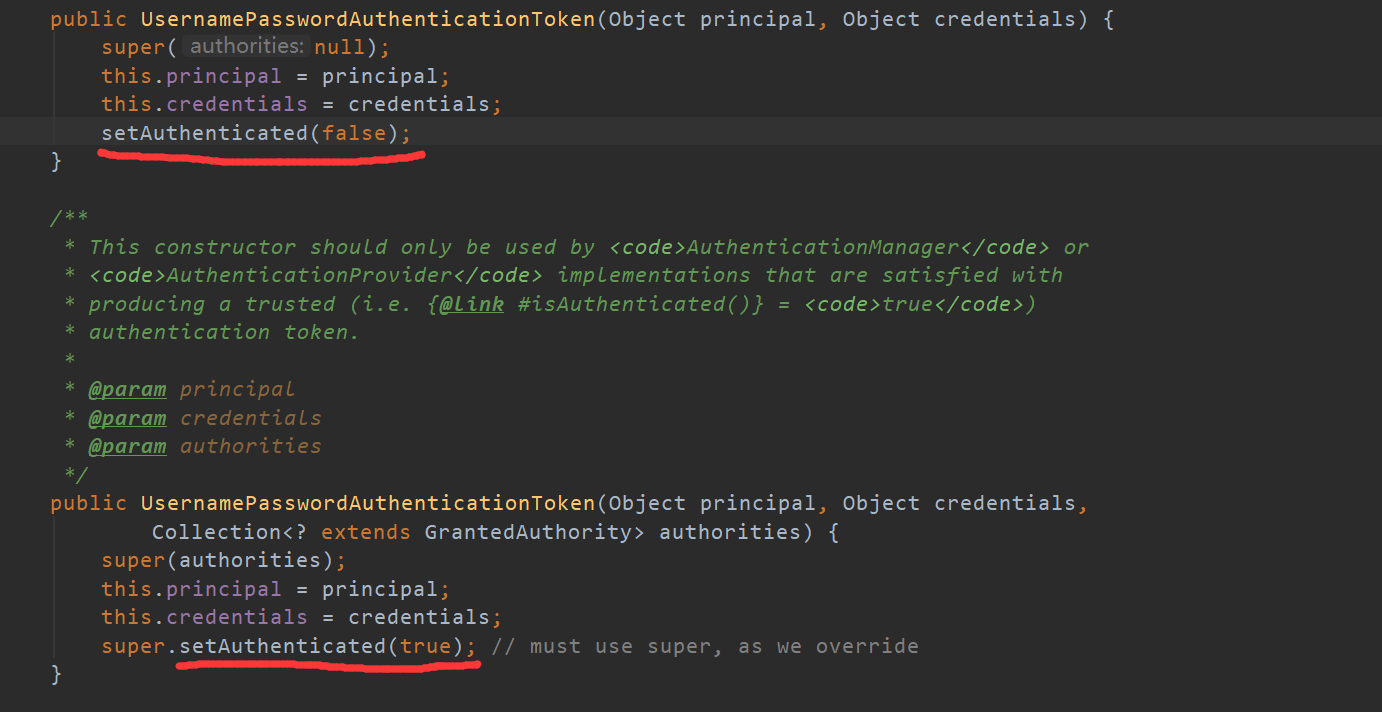 public UsernamePasswordAuthenticationToken(Object principal, Object credentials) {
super( authorities: null);
this.principal = principal;
this.credentials = credentials;
setAuthenticated(false);
}
/**
* This constructor should only be used by <code>AuthenticationManager</code> or
* <code>AuthenticationProvider</code> implementations that are satisfied with
* producing a trusted (i.e. {@link #isAuthenticated()} = <code>true</code>)
* authentication token.
*
* @param principal
* @param credentials
* @param authorities
*/
public UsernamePasswordAuthenticationToken(Object principal, Object credentials,
Collection<? extends GrantedAuthority> authorities) {
super(authorities);
this.principal = principal;
this.credentials = credentials;
super.setAuthenticated(true); // must use super, as we override
}